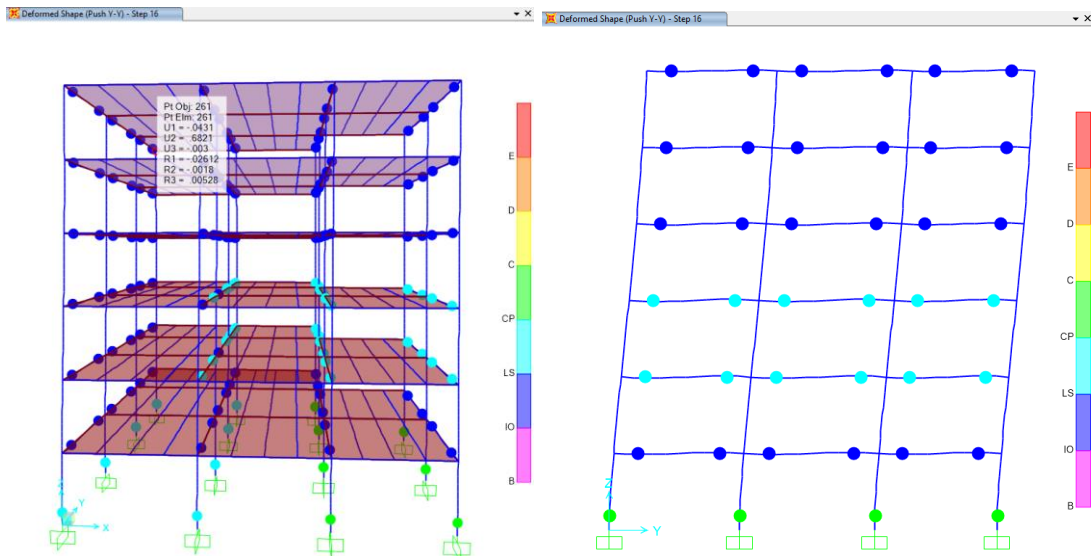 Deformed Shape (Push Y-Y) - Step 16
Pt Obj: 261
Pt Elm: 261
U1 = -.0431
U2 = .6821
U3 = -.003
R1 = -.02612
R2 = -.0018
R3 = .00528
E
D
C
CP
LS
IO
B
Z
Y
X
Deformed Shape (Push Y-Y) - Step 16
E
D
C
CP
LS
IO
B
Z
X
Y